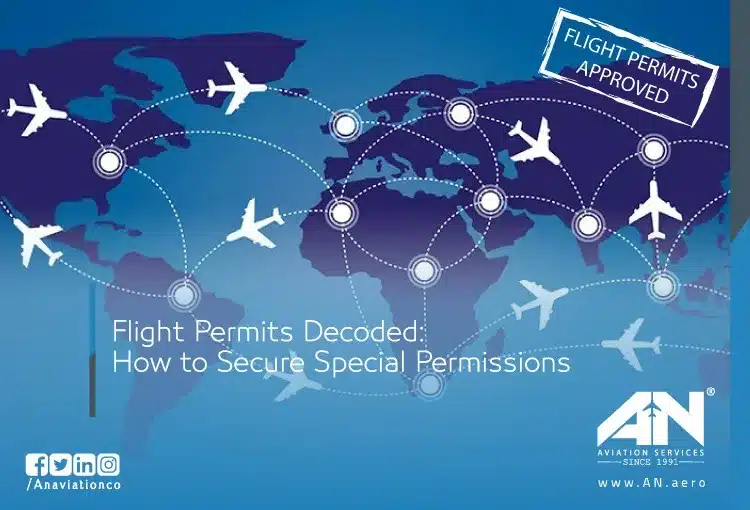 FLIGHT PERMITS
APPROVED
Flight Permits Decoded:
How to Secure Special Permissions
AN®
AVIATION SERVICES
SINCE 1991
www.AN.aero
/Anaviationco